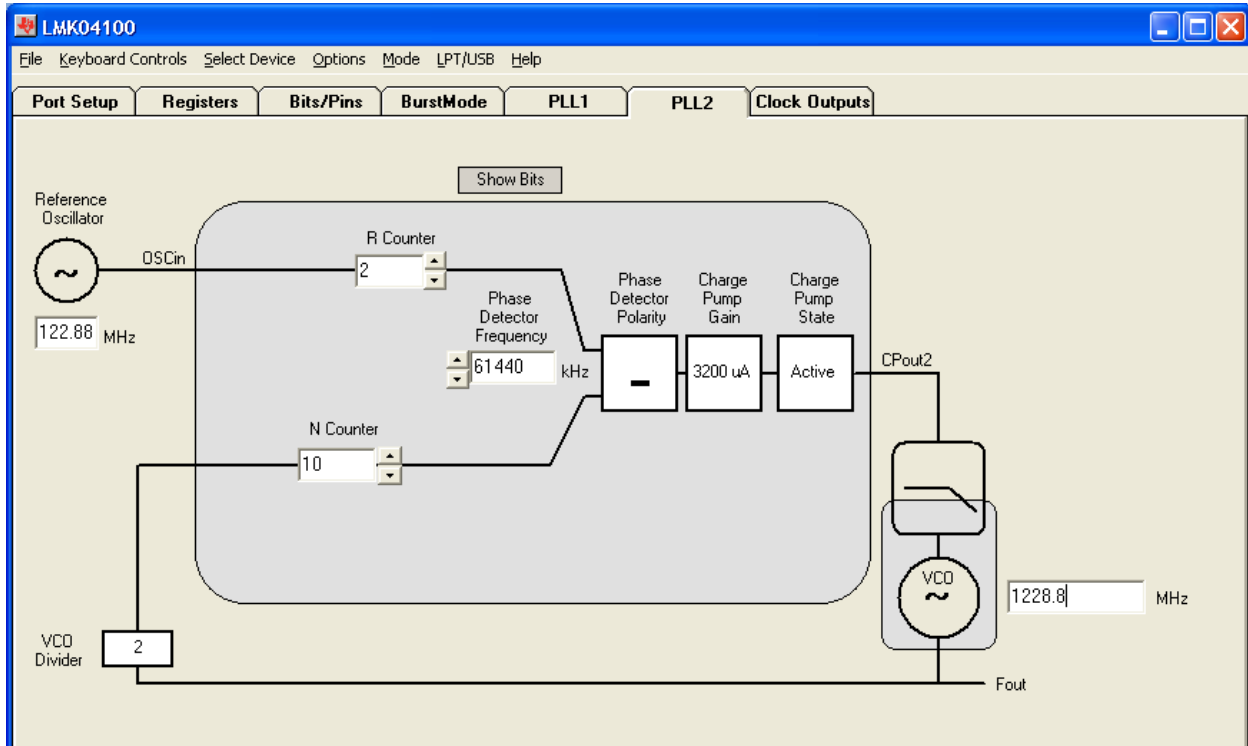 LMK04100
File Keyboard Controls Select Device Options Mode LPT/USB Help
Port Setup Registers Bits/Pins BurstMode PLL1 PLL2 Clock Outputs
Show Bits
Reference
Oscillator
OSCin
122.88 MHz
R Counter
2
Phase
Detector
Frequency
61440 kHz
N Counter
10
Phase
Detector
Polarity
-
Charge
Pump
Gain
3200 uA
Charge
Pump
State
Active
CPout2
VCO
1228.8 MHz
VCO
Divider
2
Fout